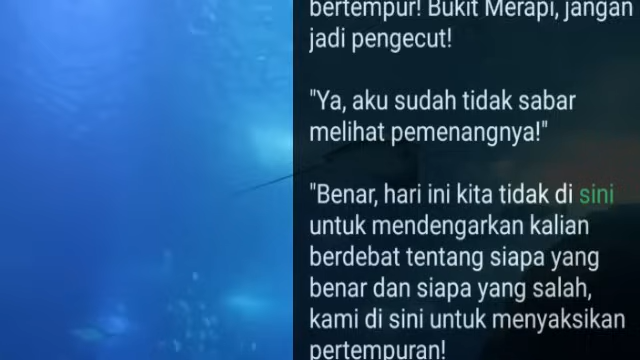 bertempur! Bukit Merapi, jangan
jadi pengecut!
"Ya, aku sudah tidak sabar
melihat pemenangnya!"
"Benar, hari ini kita tidak di sini
untuk mendengarkan kalian
berdebat tentang siapa yang
benar dan siapa yang salah,
kami di sini untuk menyaksikan
pertempuran!